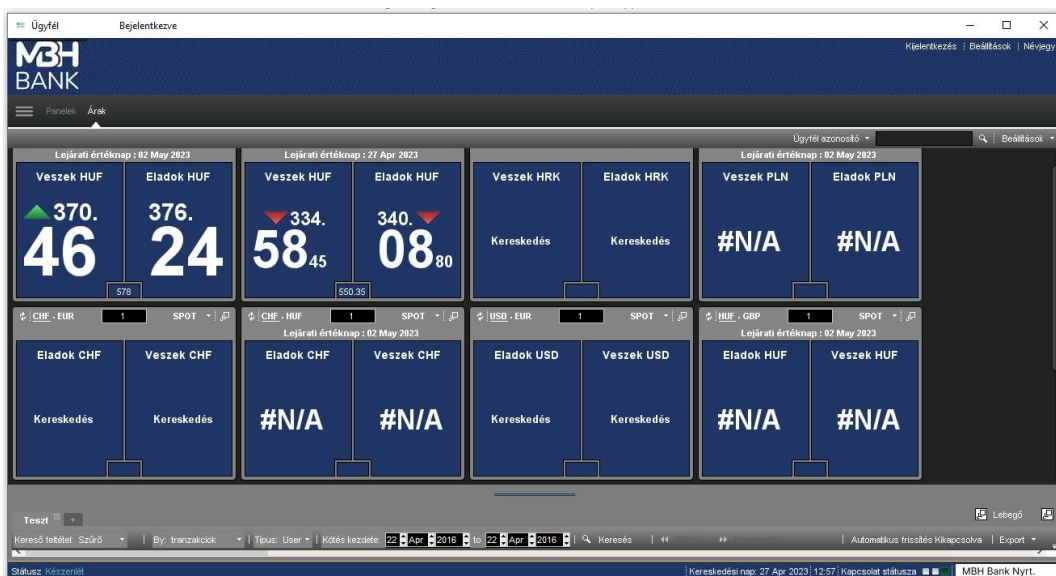 Ügyfél Bejelentkezve
MBH
BANK
Kijelentkezés | Beállítások | Névjegy
Panelek Árak
Ügyfél azonosító | Beállítások
Lejárati értéknap : 02 May 2023 Lejárati értéknap : 27 Apr 2023 Lejárati értéknap : 02 May 2023
Veszek HUF Eladok HUF Veszek HUF Eladok HUF Veszek HRK Eladok HRK Veszek PLN Eladok PLN
370. 376. 334. 340.
46 24 58 45 08 80 Kereskedés Kereskedés #N/A #N/A
578 550.35
CHF . EUR 1 SPOT CHF . HUF 1 SPOT USD . EUR 1 SPOT HUF . GBP 1 SPOT
Lejárati értéknap : 02 May 2023 Lejárati értéknap : 02 May 2023
Eladok CHF Veszek CHF Eladok CHF Veszek CHF Eladok USD Veszek USD Eladok HUF Veszek HUF
Kereskedés Kereskedés #N/A #N/A Kereskedés Kereskedés #N/A #N/A
Teszt + Lebegő
Kereső feltétel: Szűrő | By: tranzakciok | Típus: User | Kötés kezdete: 22 Apr 2016 to 22 Apr 2016 | Keresés | Automatikus frissítés Kikapcsolva | Export
Státusz Készenlét Kereskedési nap: 27 Apr 2023 12:57 Kapcsolat státusza MBH Bank Nyrt.